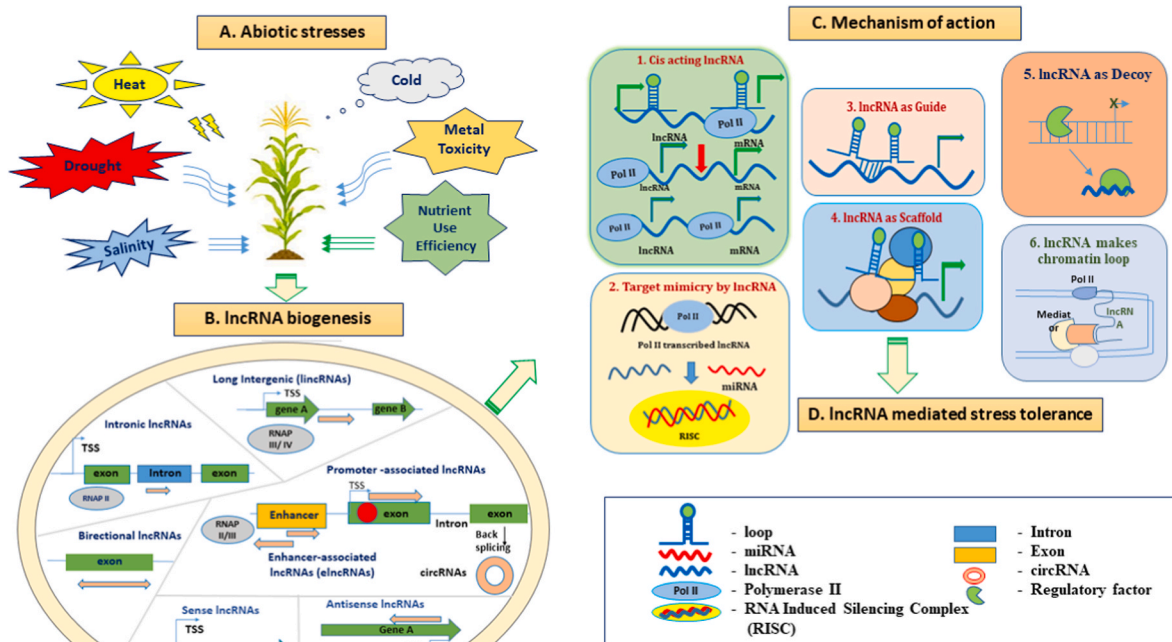 A. Abiotic stresses
Heat
Cold
Drought
Metal
Toxicity
Salinity
Nutrient
Use
Efficiency
B. lncRNA biogenesis
Long Intergenic (lincRNAs)
TSS
gene A
gene B
RNAP
III/ IV
Intronic lncRNAs
TSS
exon
Intron
exon
RNAP II
Promoter -associated lncRNAs
TSS
Enhancer
exon
Intron
exon
RNAP
II/III
Back
splicing
Enhancer-associated
lncRNAs (elncRNAs)
circRNAs
Birectional lncRNAs
exon
Sense lncRNAs
TSS
Antisense lncRNAs
Gene A
C. Mechanism of action
1. Cis acting lncRNA
Pol II
lncRNA
mRNA
Pol II
lncRNA
mRNA
Pol II
Pol II
lncRNA
mRNA
2. Target mimicry by lncRNA
Pol II
Pol II transcribed lncRNA
miRNA
RISC
3. lncRNA as Guide
4. lncRNA as Scaffold
5. lncRNA as Decoy
X
6. lncRNA makes
chromatin loop
Pol II
lncRN
A
Mediat
or
D. lncRNA mediated stress tolerance
- loop
- miRNA
- lncRNA
Pol II - Polymerase II
- RNA Induced Silencing Complex
(RISC)
- Intron
- Exon
- circRNA
- Regulatory factor